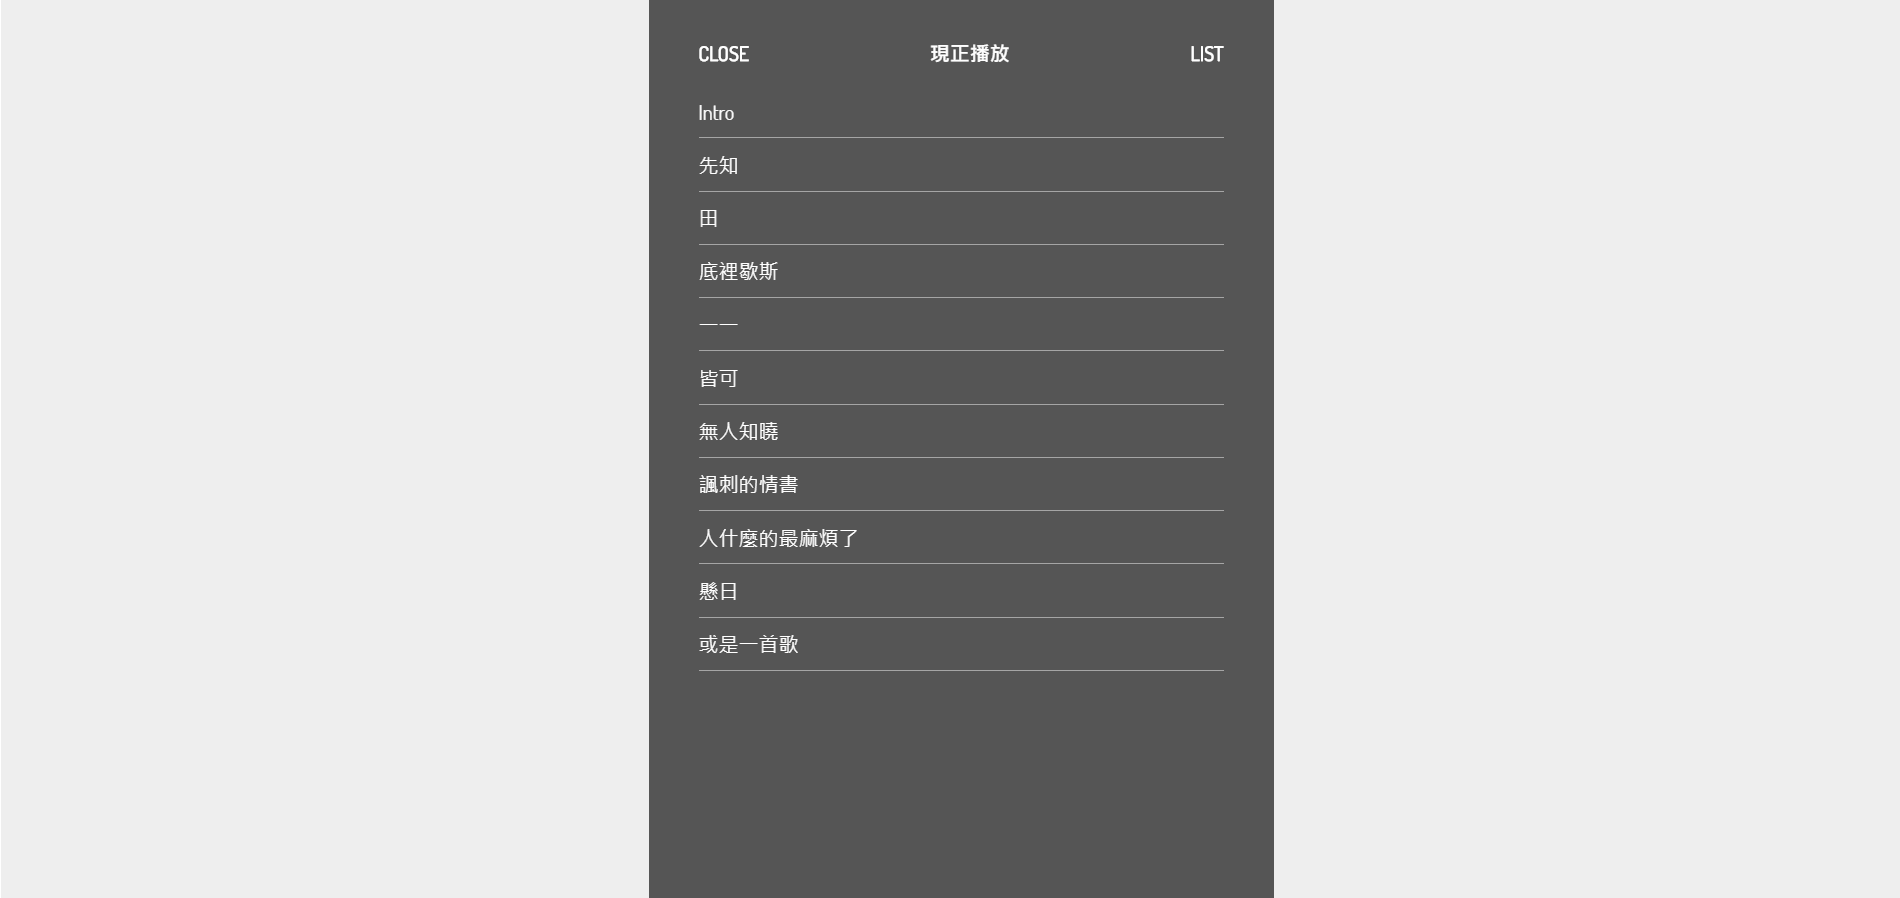 CLOSE 現正播放 LIST
Intro
先知
田
底裡歇斯
一一
皆可
無人知曉
諷刺的情書
人什麼的最麻煩了
懸日
或是一首歌